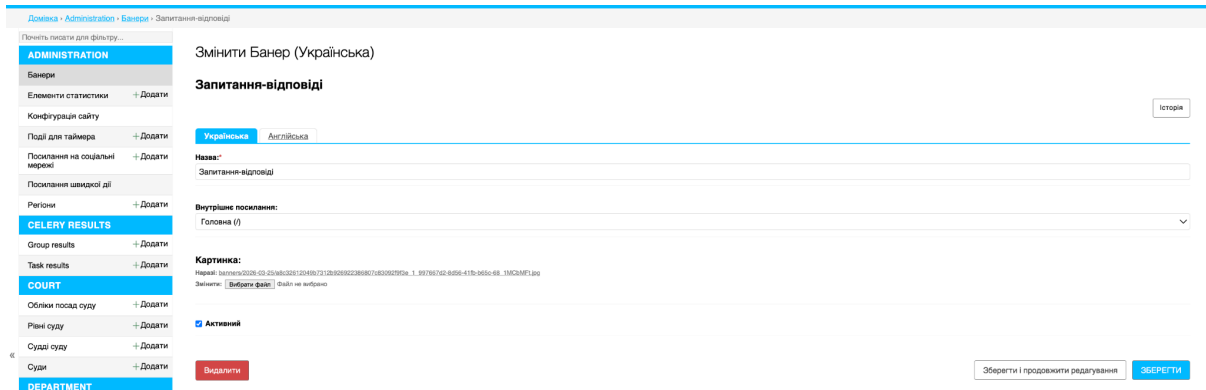 Домівка › Administration › Банери › Запитання-відповіді
Почніть писати для фільтру...
ADMINISTRATION
Банери
Елементи статистики +Додати
Конфігурація сайту
Події для таймера +Додати
Посилання на соціальні мережі +Додати
Посилання швидкої дії
Регіони +Додати
CELERY RESULTS
Group results +Додати
Task results +Додати
COURT
Обліки посад суду +Додати
Рівні суду +Додати
Судді суду +Додати
Суди +Додати
DEPARTMENT
«
Змінити Банер (Українська)
Запитання-відповіді
Історія
Українська Англійська
Назва:*
Запитання-відповіді
Внутрішнє посилання:
Головна (/)
Картинка:
Наразі:
Змінити: Вибрати файл Файл не вибрано
Активний
Видалити
Зберегти і продовжити редагування ЗБЕРЕГТИ